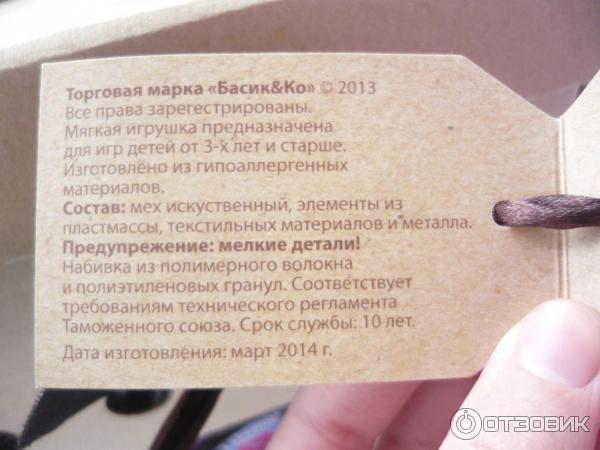 Торговая марка «Басик&Ко» © 2013
Все права зарегестрированы.
Мягкая игрушка предназначена
для игр детей от 3-х лет и старше.
Изготовлено из гипоаллергенных
материалов.
Состав: мех искуственный, элементы из
пластмассы, текстильных материалов и металла.
Предупрежение: мелкие детали!
Набивка из полимерного волокна
и полиэтиленовых гранул. Соответствует
требованиям технического регламента
Таможенного союза. Срок службы: 10 лет.
Дата изготовления: март 2014 г.
ОТЗОВИК